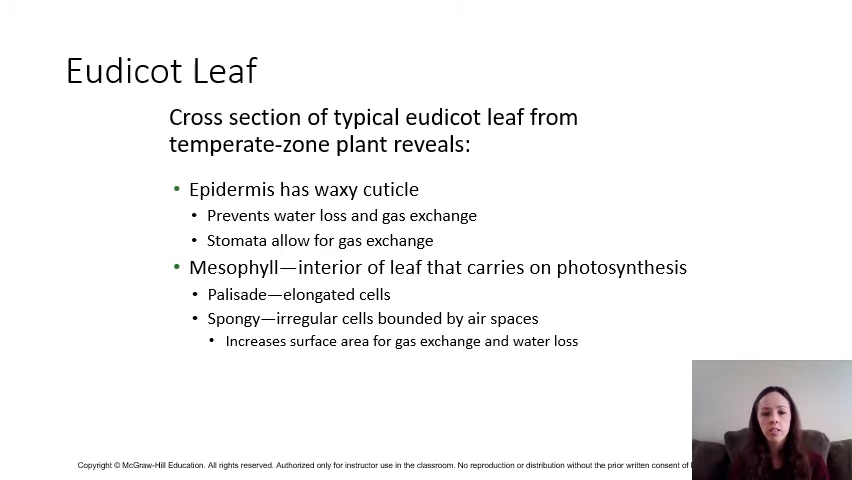 Eudicot Leaf
Cross section of typical eudicot leaf from
temperate-zone plant reveals:
• Epidermis has waxy cuticle
• Prevents water loss and gas exchange
• Stomata allow for gas exchange
• Mesophyll—interior of leaf that carries on photosynthesis
• Palisade—elongated cells
• Spongy—irregular cells bounded by air spaces
• Increases surface area for gas exchange and water loss
Copyright © McGraw-Hill Education. All rights reserved. Authorized only for instructor use in the classroom. No reproduction or distribution without the prior written consent of